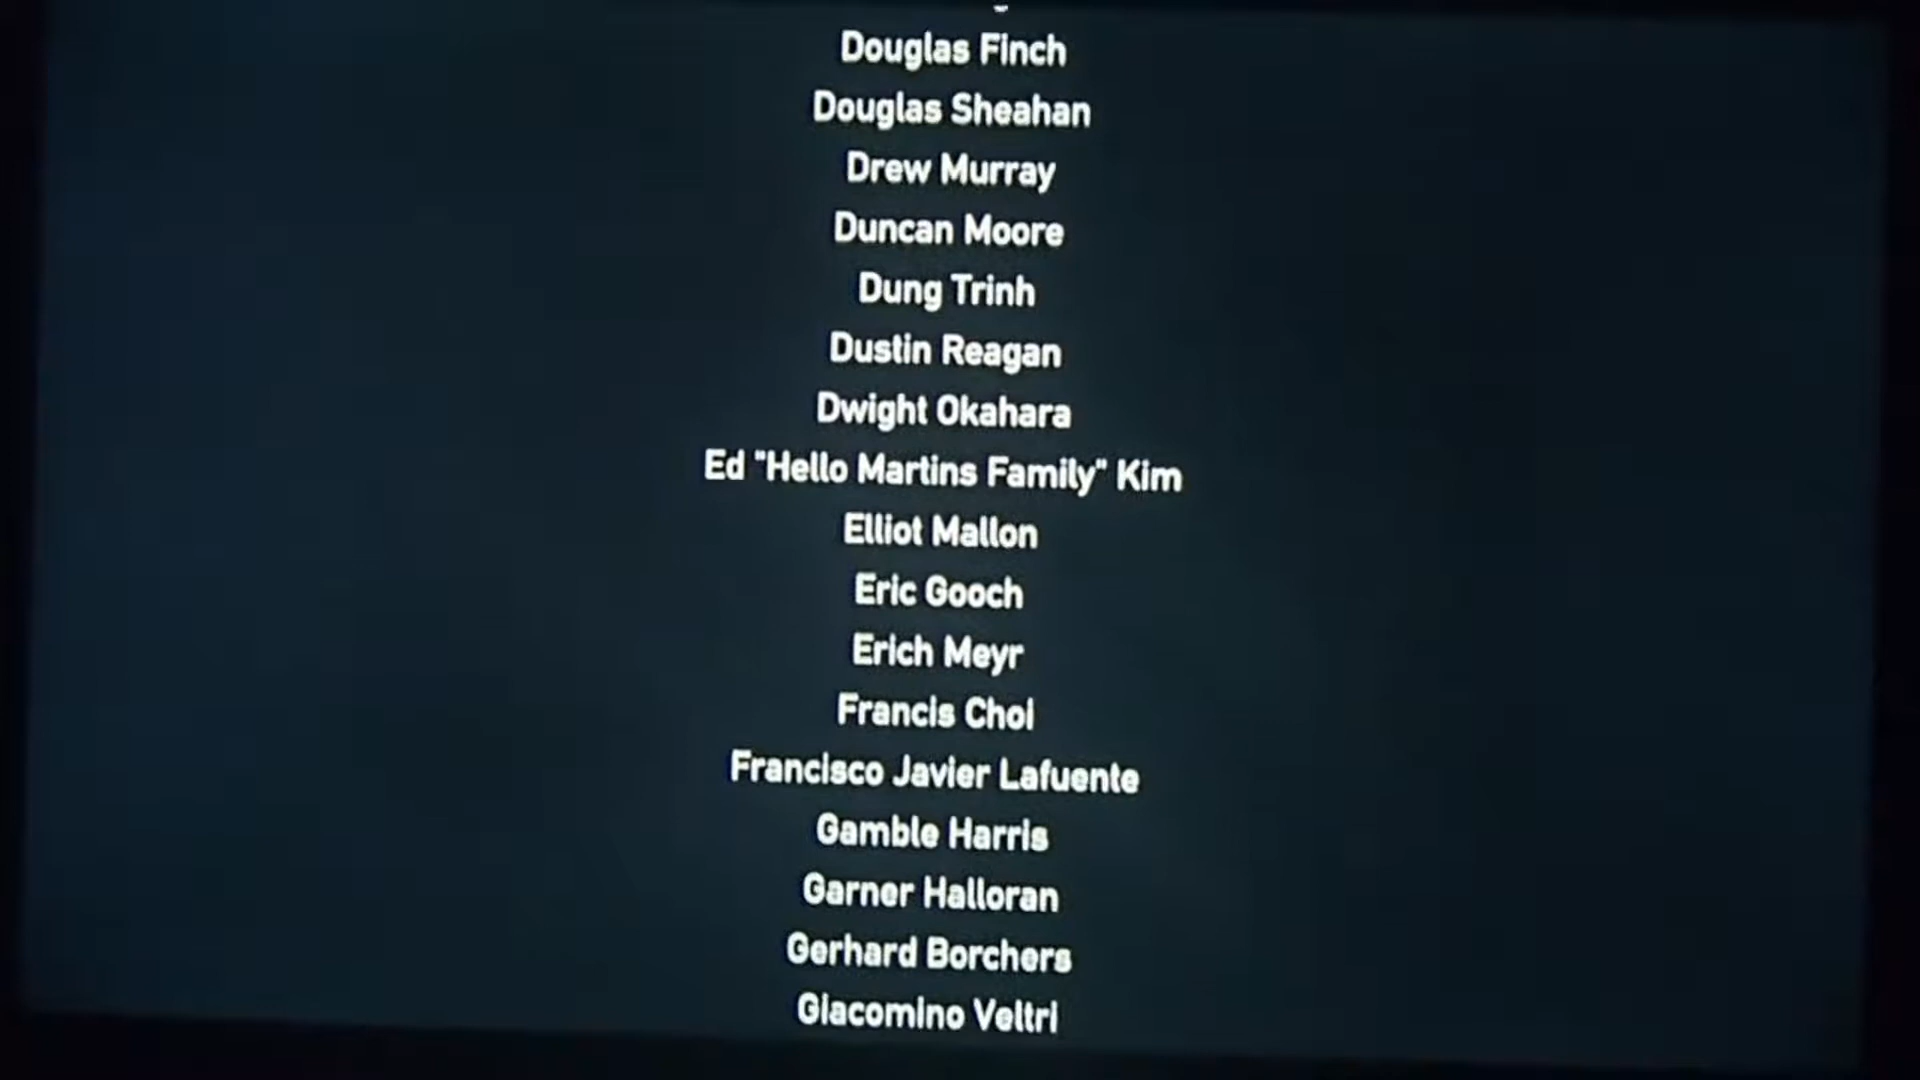 Douglas Finch
Douglas Sheahan
Drew Murray
Duncan Moore
Dung Trinh
Dustin Reagan
Dwight Okahara
Ed "Hello Martins Family" Kim
Elliot Mallon
Eric Gooch
Erich Meyr
Francis Choi
Francisco Javier Lafuente
Gamble Harris
Garner Halloran
Gerhard Borchers
Giacomino Veltri